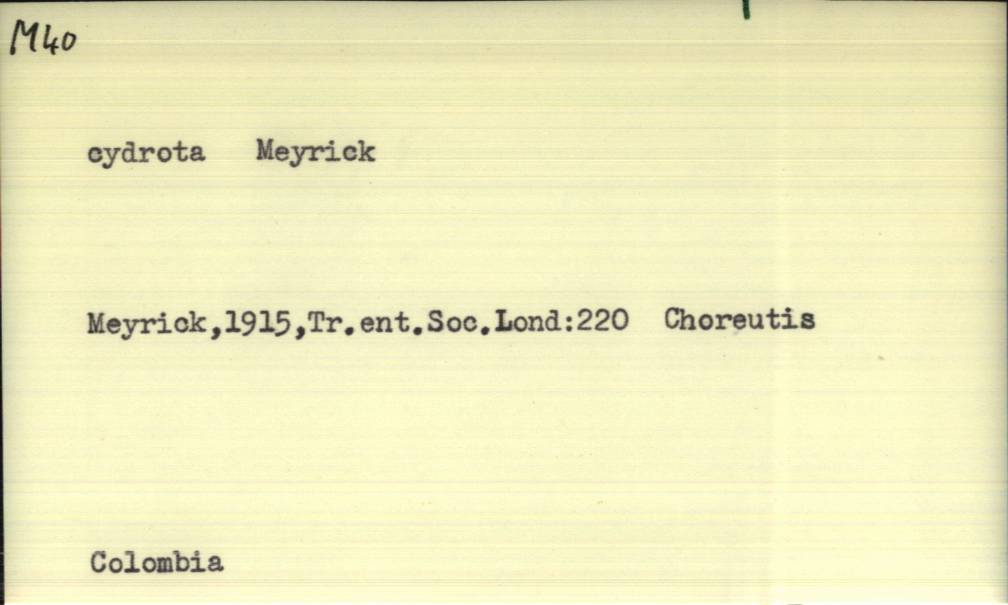 M40
cydrota Meyrick
Meyrick,1915,Tr.ent.Soc.Lond:220 Choreutis
Colombia